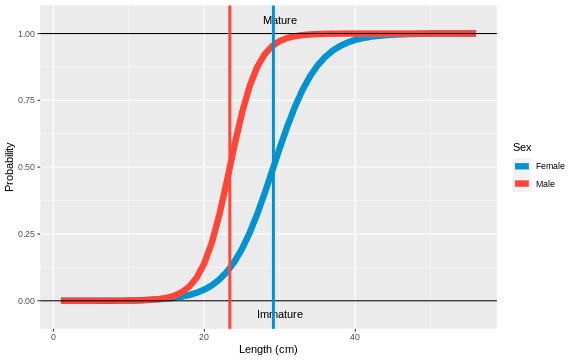 Mature
1.00
0.75
0.50
0.25
0.00
Probability
Immature
0
20
40
Length (cm)
Sex
Female
Male